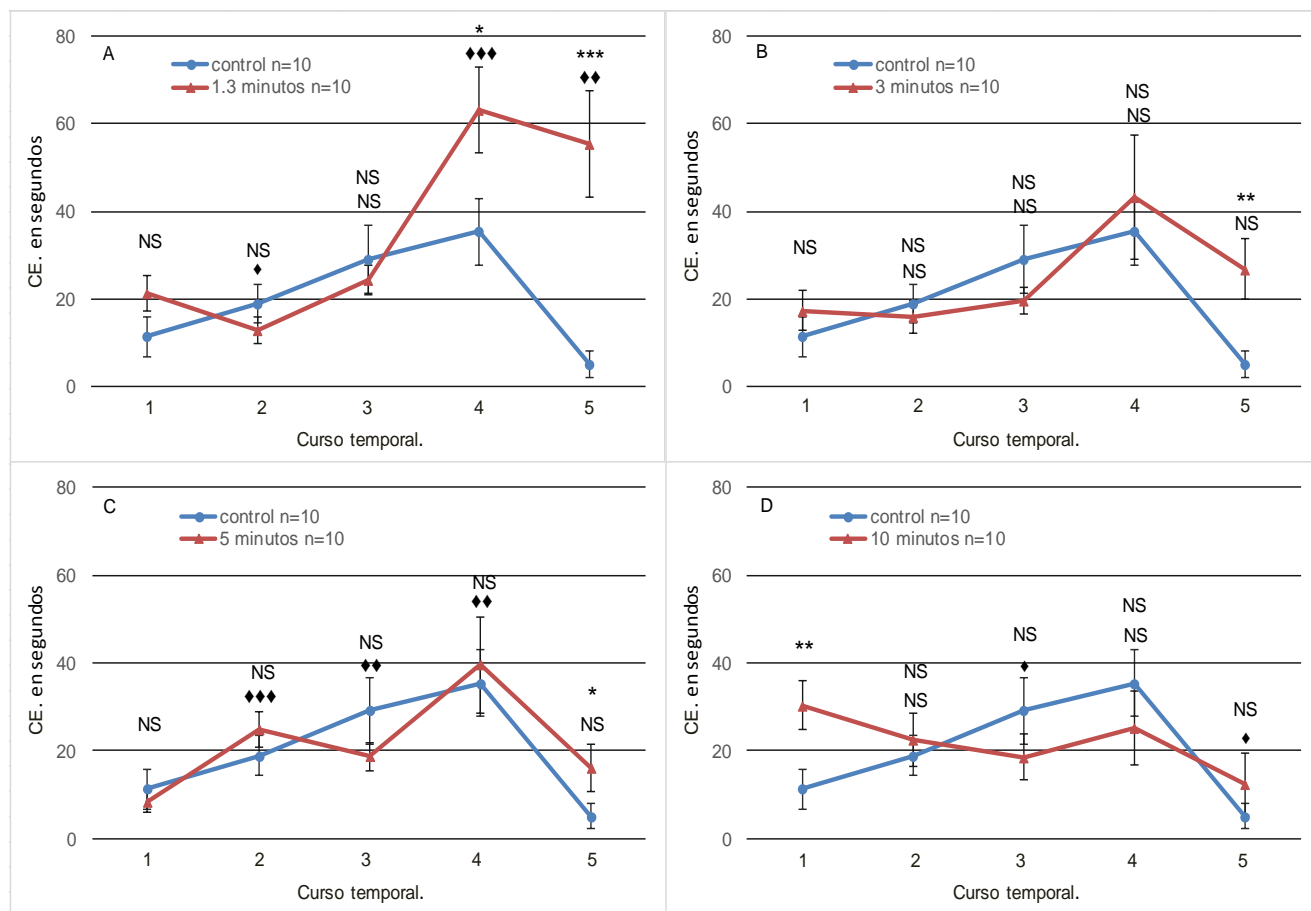 A
control n=10
1.3 minutos n=10
CE. en segundos
80
60
40
20
0
NS
NS
♦
NS
NS
*
♦♦♦
***
♦♦
1
2
3
4
5
Curso temporal.
B
control n=10
3 minutos n=10
CE. en segundos
80
60
40
20
0
NS
NS
NS
NS
NS
NS
NS
**
NS
1
2
3
4
5
Curso temporal.
C
control n=10
5 minutos n=10
CE. en segundos
80
60
40
20
0
NS
NS
♦♦♦
NS
♦♦
NS
♦♦
*
NS
1
2
3
4
5
Curso temporal.
D
control n=10
10 minutos n=10
CE. en segundos
80
60
40
20
0
**
NS
NS
NS
♦
NS
NS
NS
♦
1
2
3
4
5
Curso temporal.